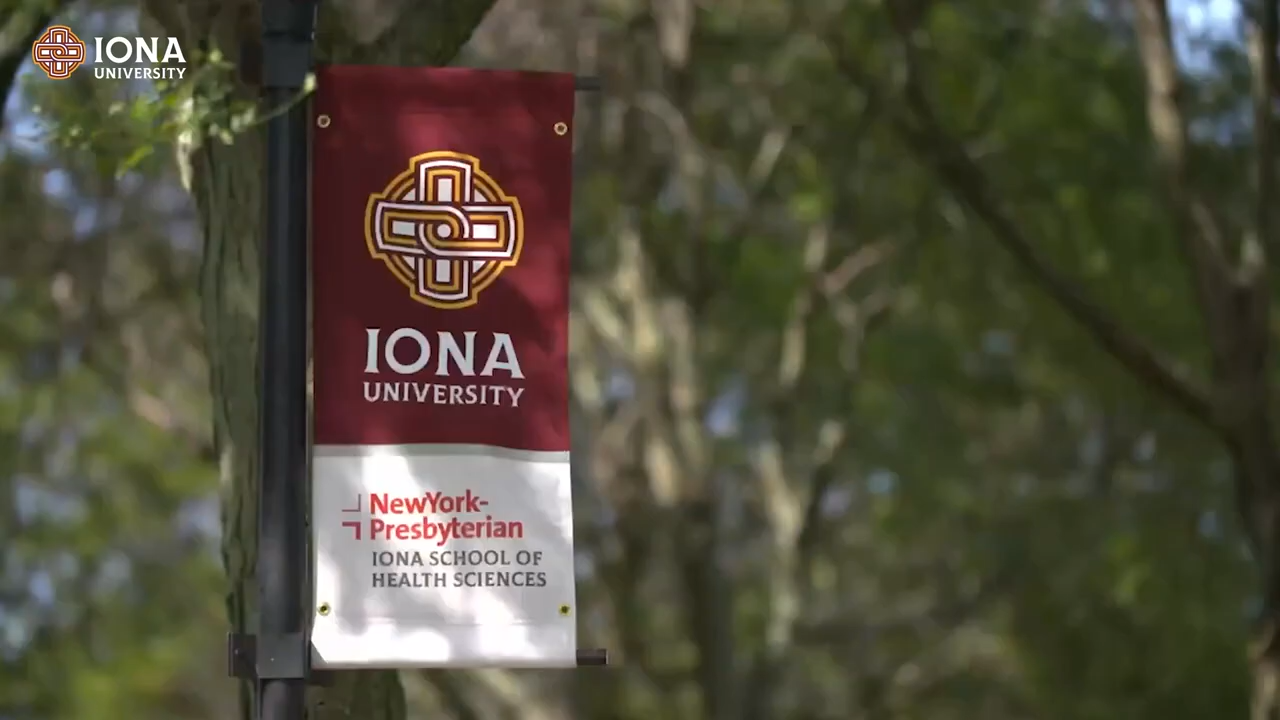 IONA
UNIVERSITY
IONA
UNIVERSITY
NewYork-
Presbyterian
IONA SCHOOL OF
HEALTH SCIENCES